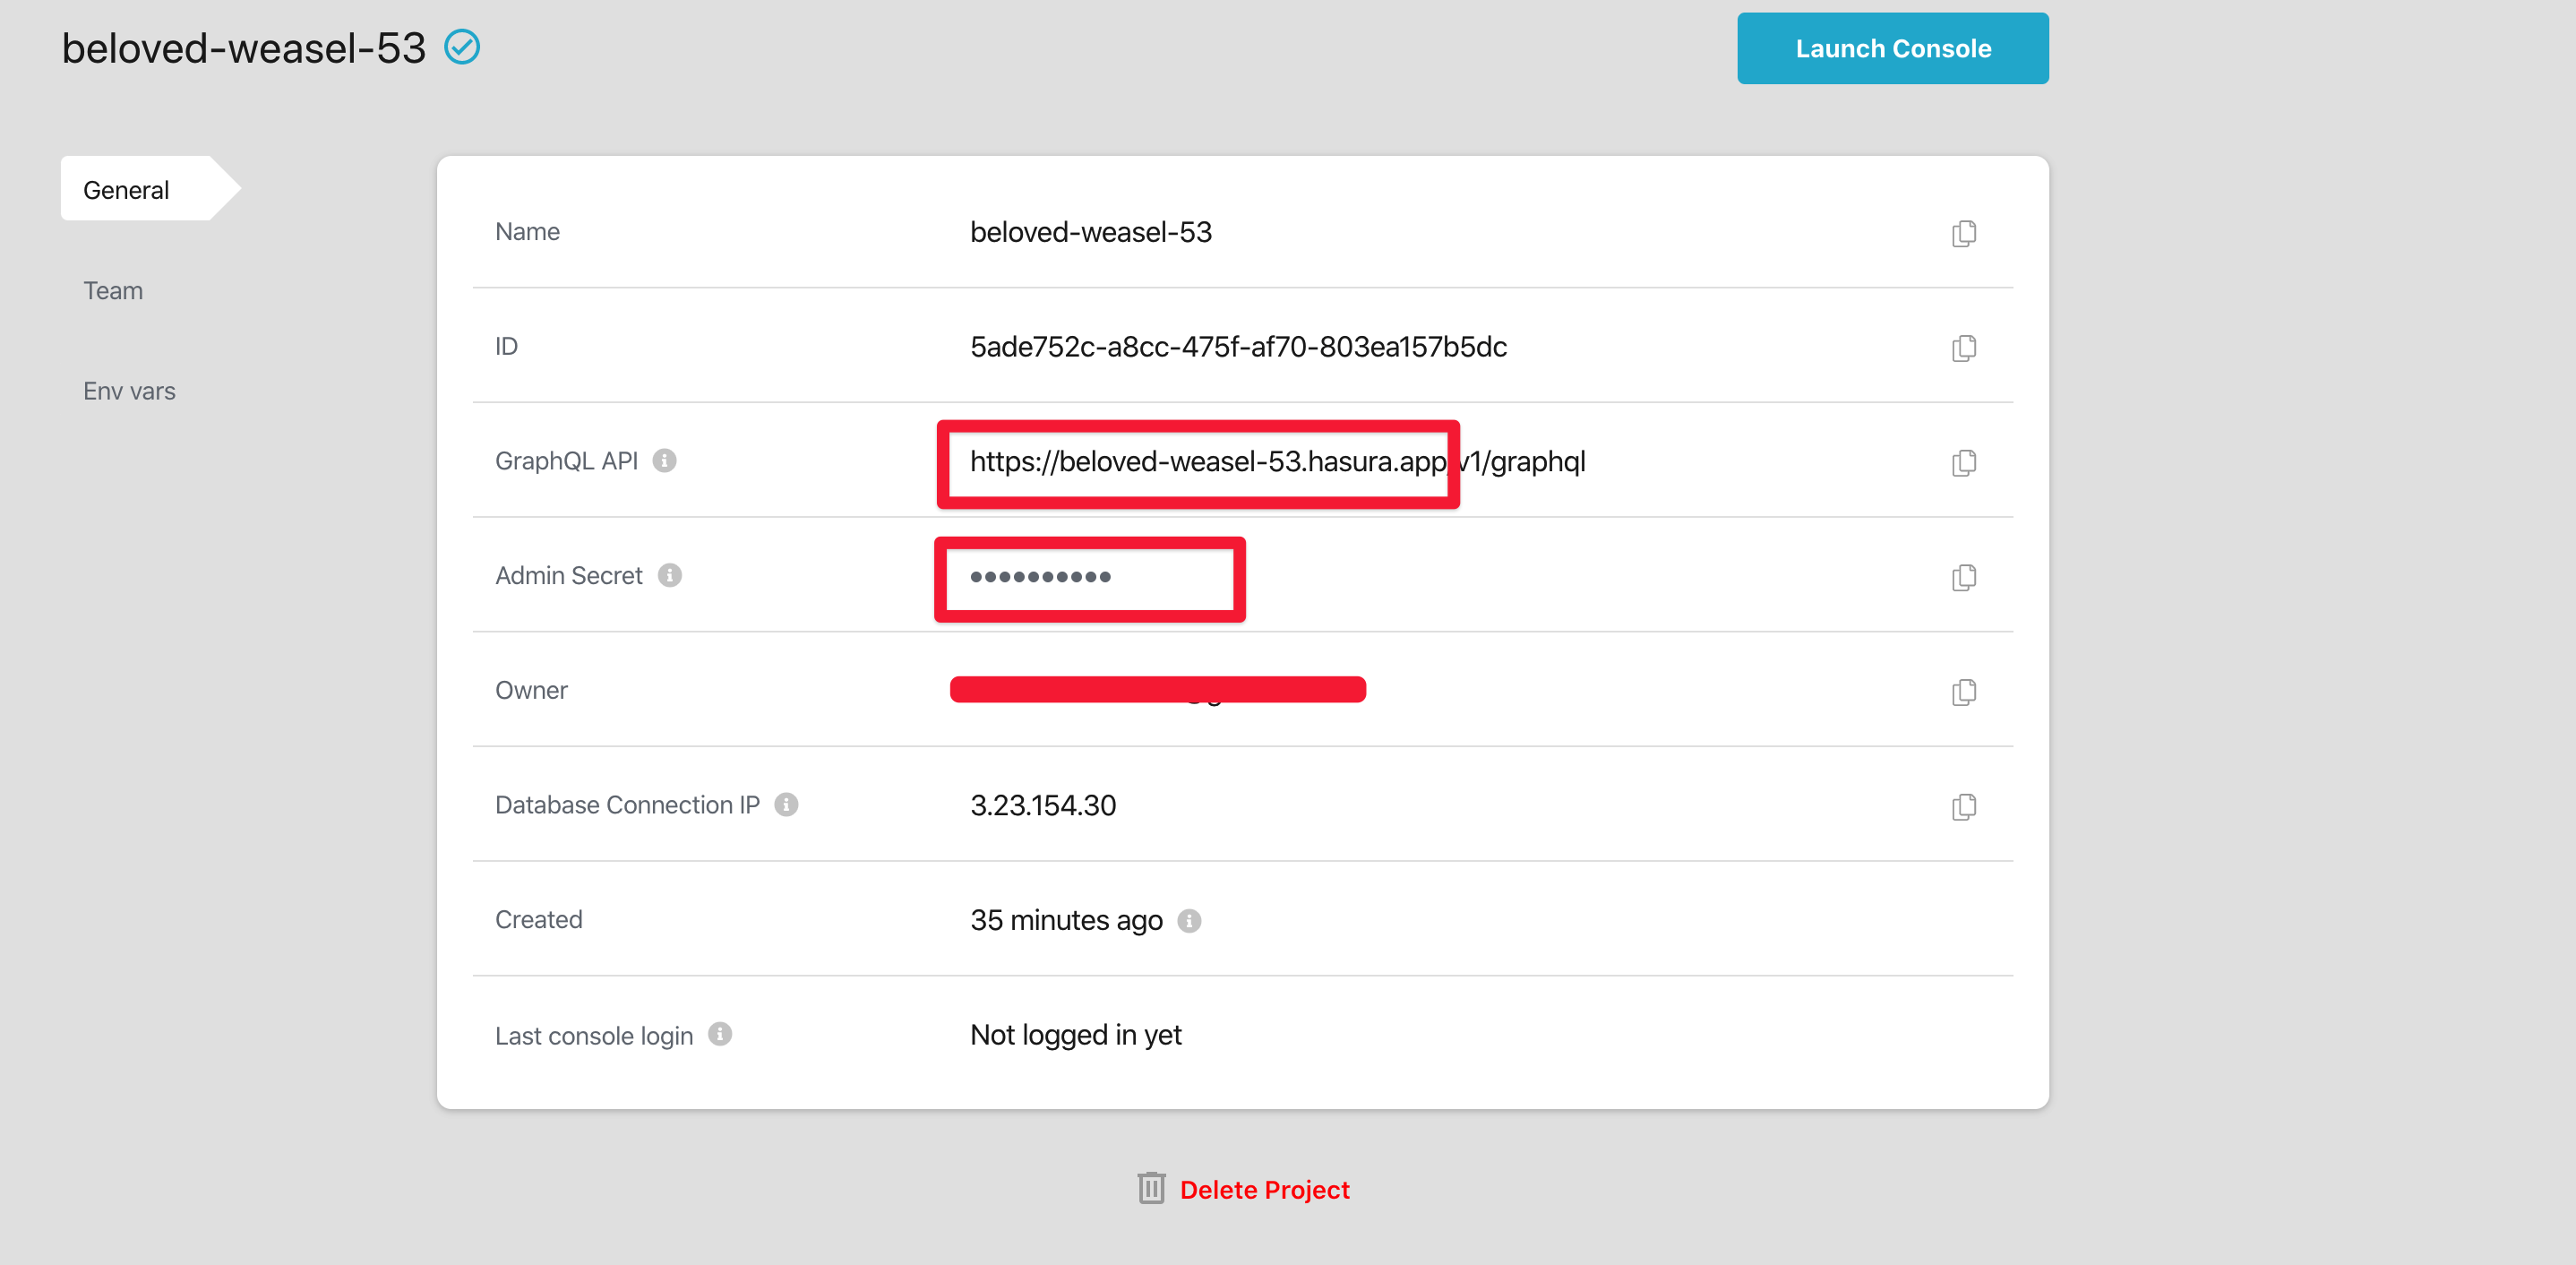 beloved-weasel-53
Launch Console
General
Team
Env vars
Name
beloved-weasel-53
ID
5ade752c-a8cc-475f-af70-803ea157b5dc
GraphQL API
https://beloved-weasel-53.hasura.app/v1/graphql
Admin Secret
••••••••••
Owner
Database Connection IP
3.23.154.30
Created
35 minutes ago
Last console login
Not logged in yet
Delete Project